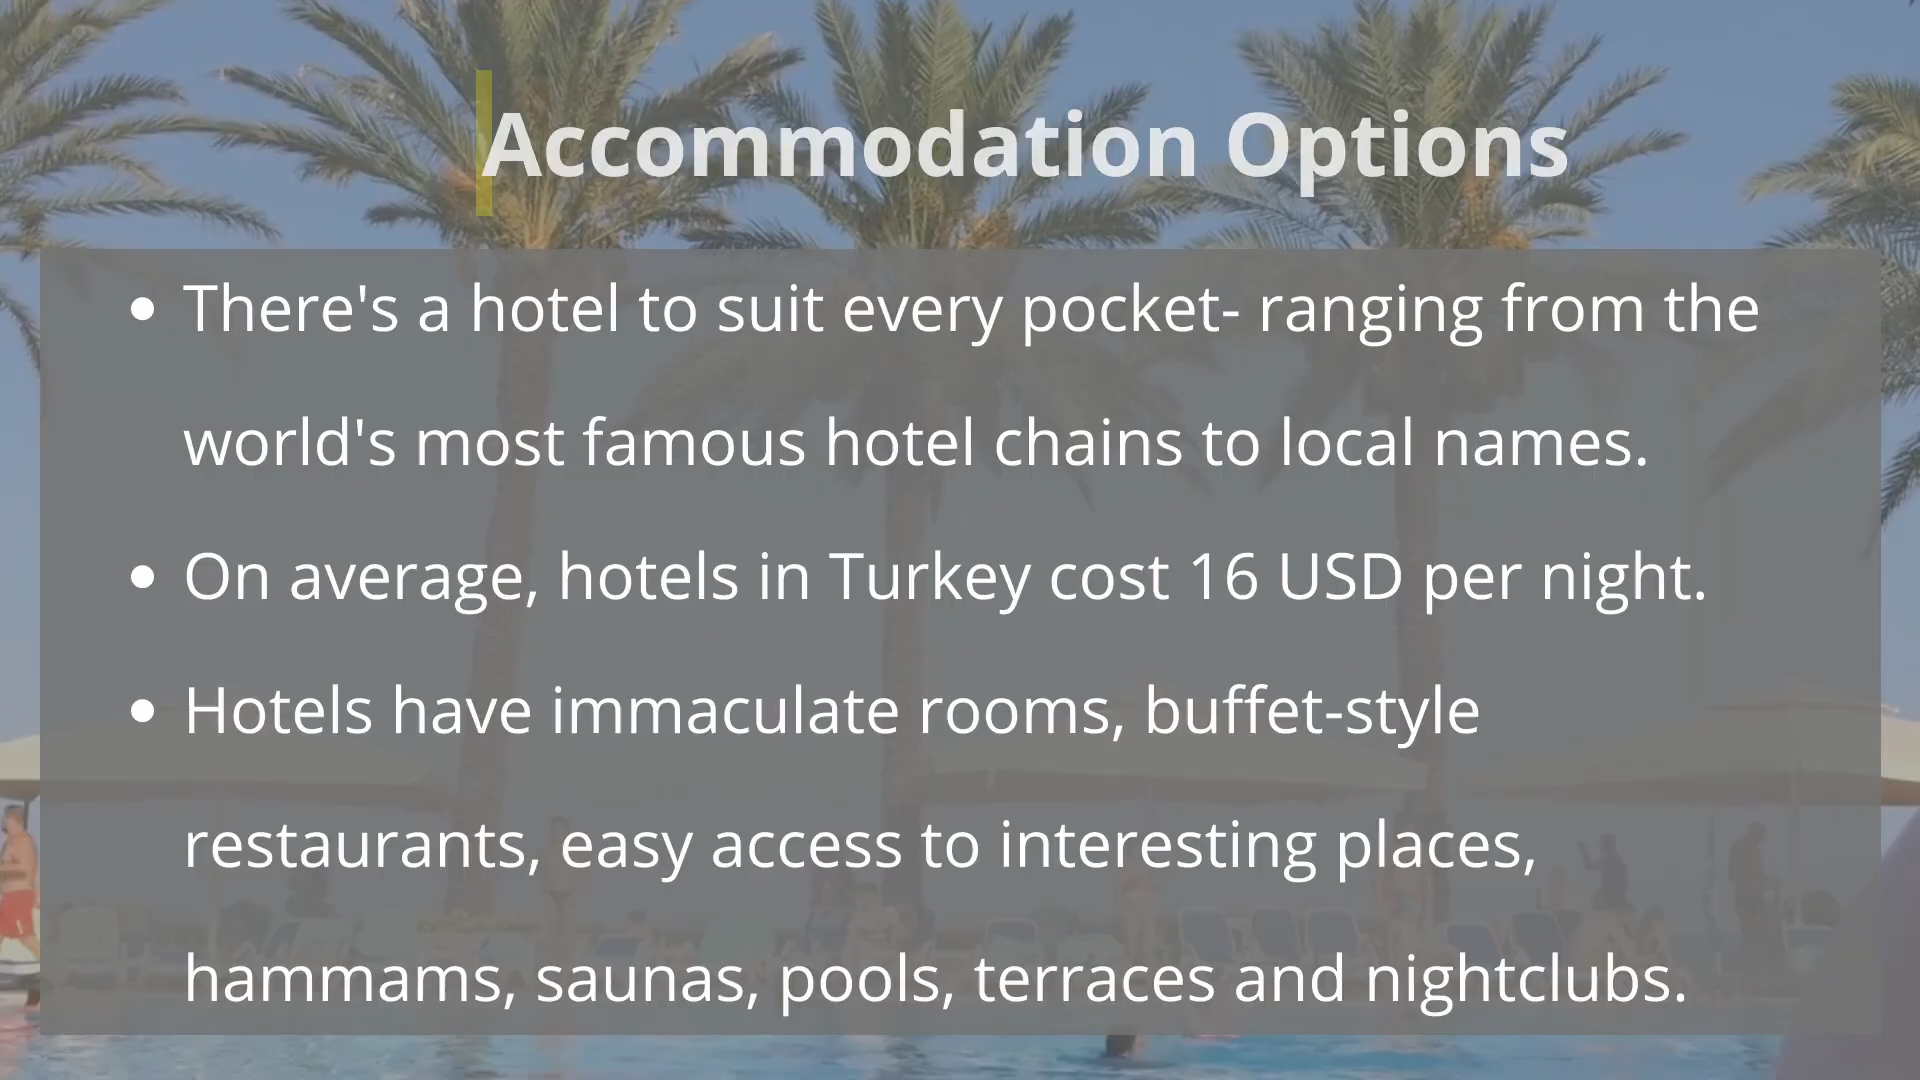 Accommodation Options
• There's a hotel to suit every pocket- ranging from the
world's most famous hotel chains to local names.
• On average, hotels in Turkey cost 16 USD per night.
• Hotels have immaculate rooms, buffet-style
restaurants, easy access to interesting places,
hammams, saunas, pools, terraces and nightclubs.